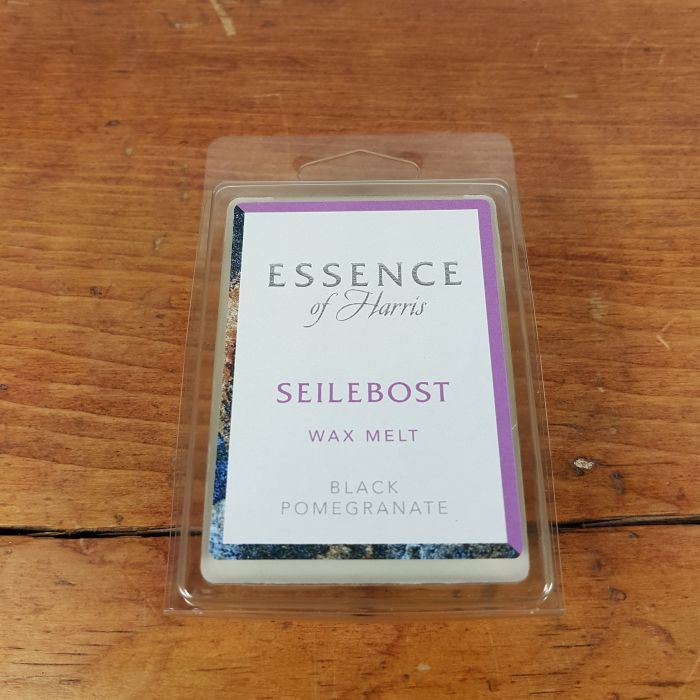 ESSENCE
of Harris
SEILEBOST
WAX MELT
BLACK
POMEGRANATE